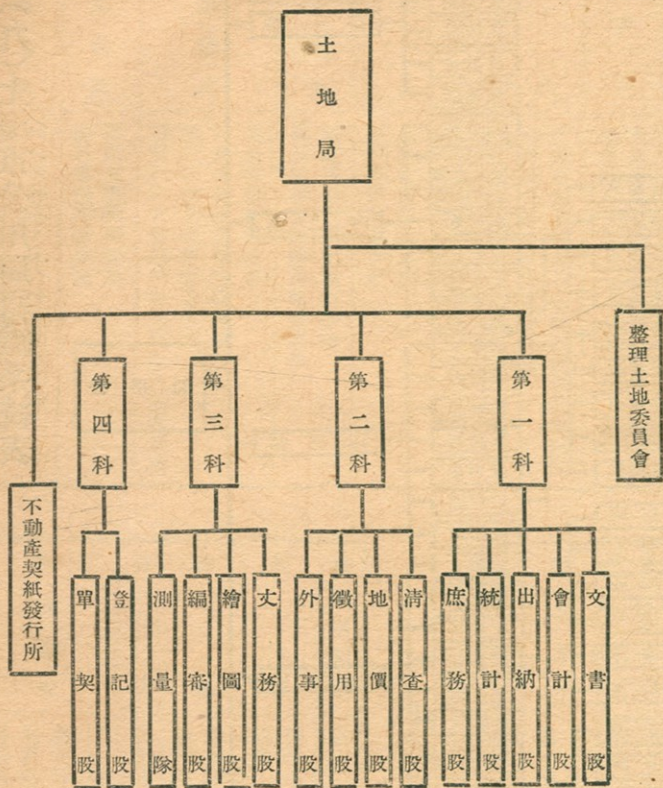 土地局
整理土地委員會
第一科
第二科
第三科
第四科
不動產契紙發行所
文書股
會計股
出納股
統計股
庶務股
清查股
地價股
徵用股
外事股
丈務股
繪圖股
編審股
測量隊
登記股
單契股